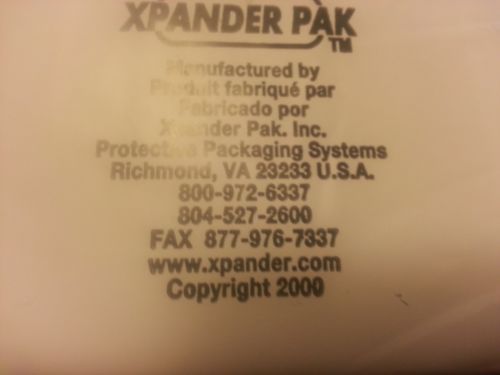 XPANDER PAK
TM
Manufactured by
Produit fabriqué par
Fabricado por
Xpander Pak. Inc.
Protective Packaging Systems
Richmond, VA 23233 U.S.A.
800-972-6337
804-527-2600
FAX 877-976-7337
www.xpander.com
Copyright 2000